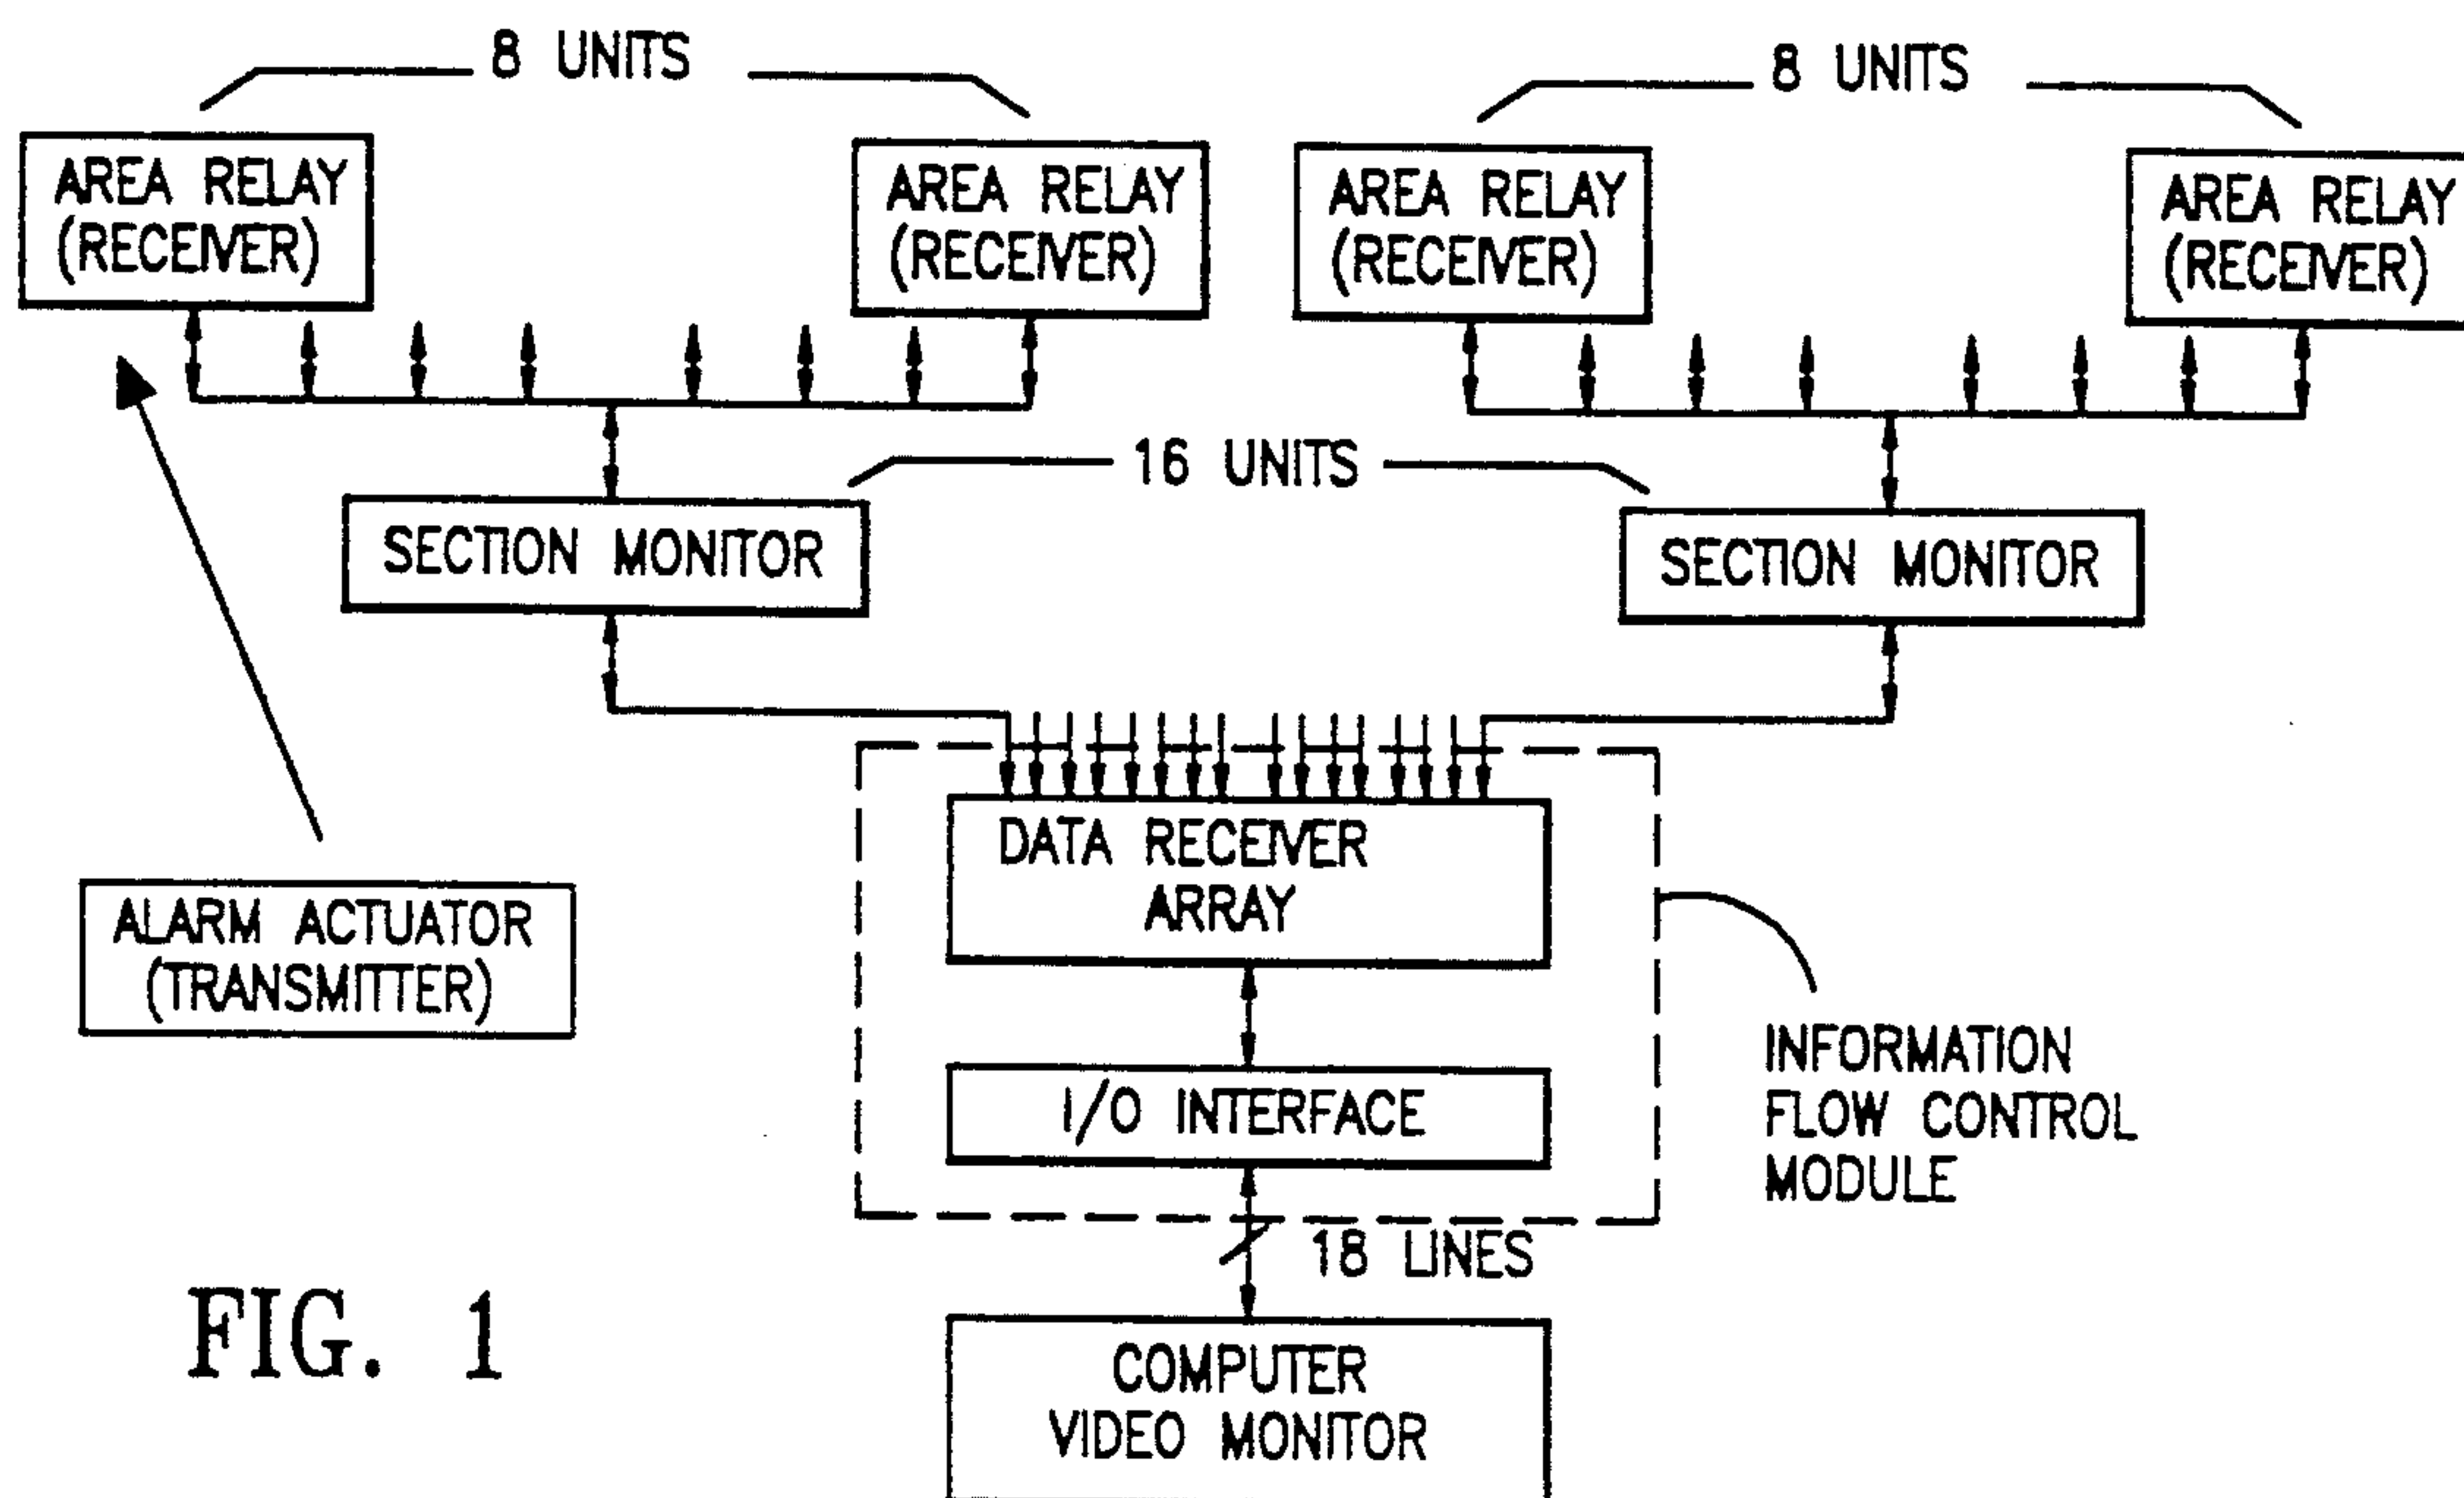 8 UNITS
8 UNITS
AREA RELAY
(RECEIVER)
AREA RELAY
(RECEIVER)
AREA RELAY
(RECEIVER)
AREA RELAY
(RECEIVER)
16 UNITS
SECTION MONITOR
SECTION MONITOR
DATA RECEIVER
ARRAY
ALARM ACTUATOR
(TRANSMITTER)
I/O INTERFACE
INFORMATION
FLOW CONTROL
MODULE
18 LINES
COMPUTER
VIDEO MONITOR
FIG. 1